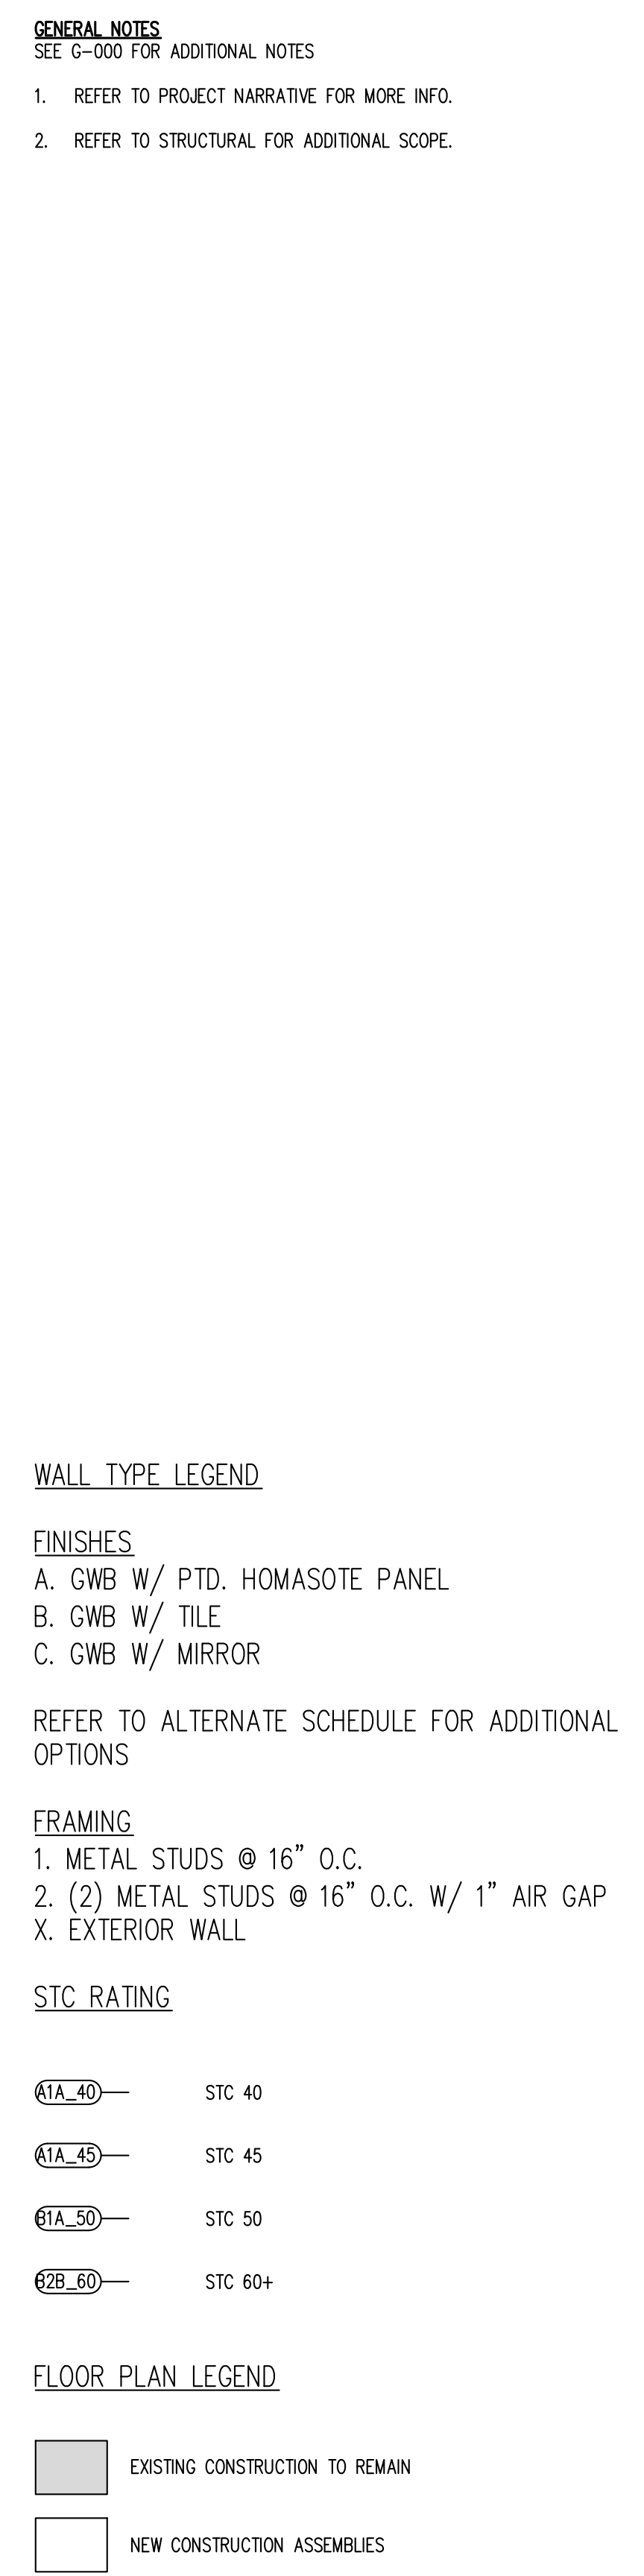 GENERAL NOTES
SEE G-000 FOR ADDITIONAL NOTES
1. REFER TO PROJECT NARRATIVE FOR MORE INFO.
2. REFER TO STRUCTURAL FOR ADDITIONAL SCOPE.
WALL TYPE LEGEND
FINISHES
A. GWB W/ PTD. HOMASOTE PANEL
B. GWB W/ TILE
C. GWB W/ MIRROR
REFER TO ALTERNATE SCHEDULE FOR ADDITIONAL
OPTIONS
FRAMING
1. METAL STUDS @ 16” O.C.
2. (2) METAL STUDS @ 16” O.C. W/ 1” AIR GAP
X. EXTERIOR WALL
STC RATING
A1A_40 STC 40
A1A_45 STC 45
B1A_50 STC 50
B2B_60 STC 60+
FLOOR PLAN LEGEND
EXISTING CONSTRUCTION TO REMAIN
NEW CONSTRUCTION ASSEMBLIES